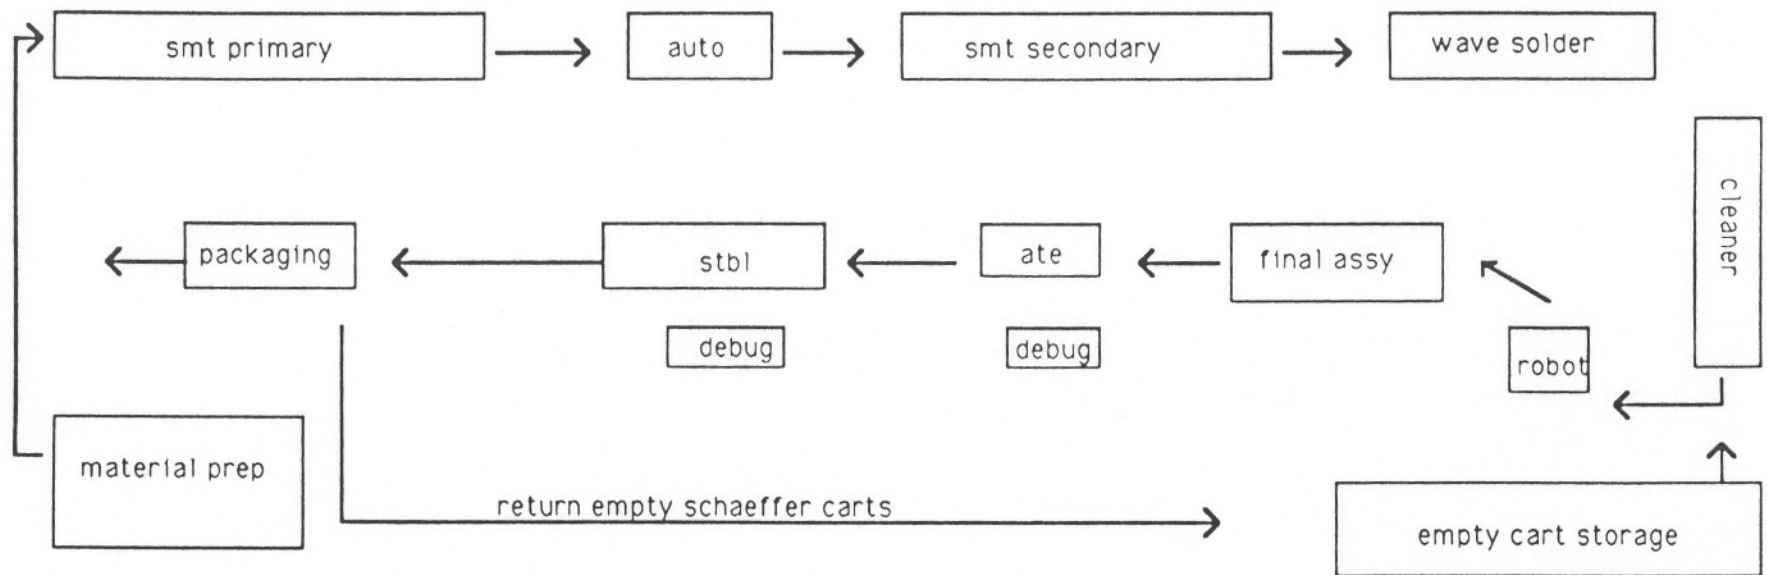 smt primary
auto
smt secondary
wave solder
cleaner
packaging
stbl
ate
final assy
debug
debug
robot
material prep
return empty schaeffer carts
empty cart storage